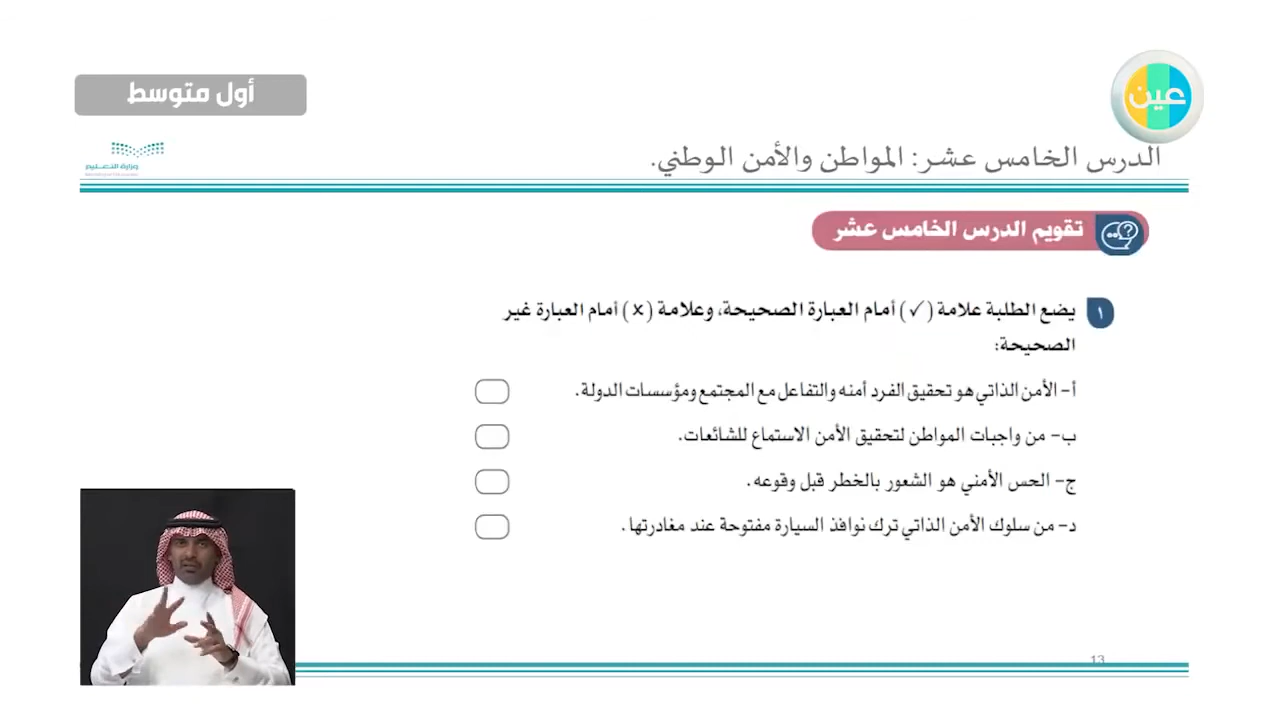 عين
أول متوسط
وزارة التعليم
الدرس الخامس عشر: المواطن والأمن الوطني.
تقويم الدرس الخامس عشر
١
يضع الطلبة علامة (✓) أمام العبارة الصحيحة، وعلامة (×) أمام العبارة غير
الصحيحة:
أ- الأمن الذاتي هو تحقيق الفرد أمنه والتفاعل مع المجتمع ومؤسسات الدولة.
ب- من واجبات المواطن لتحقيق الأمن الاستماع للشائعات.
ج- الحس الأمني هو الشعور بالخطر قبل وقوعه.
د- من سلوك الأمن الذاتي ترك نوافذ السيارة مفتوحة عند مغادرتها.
13